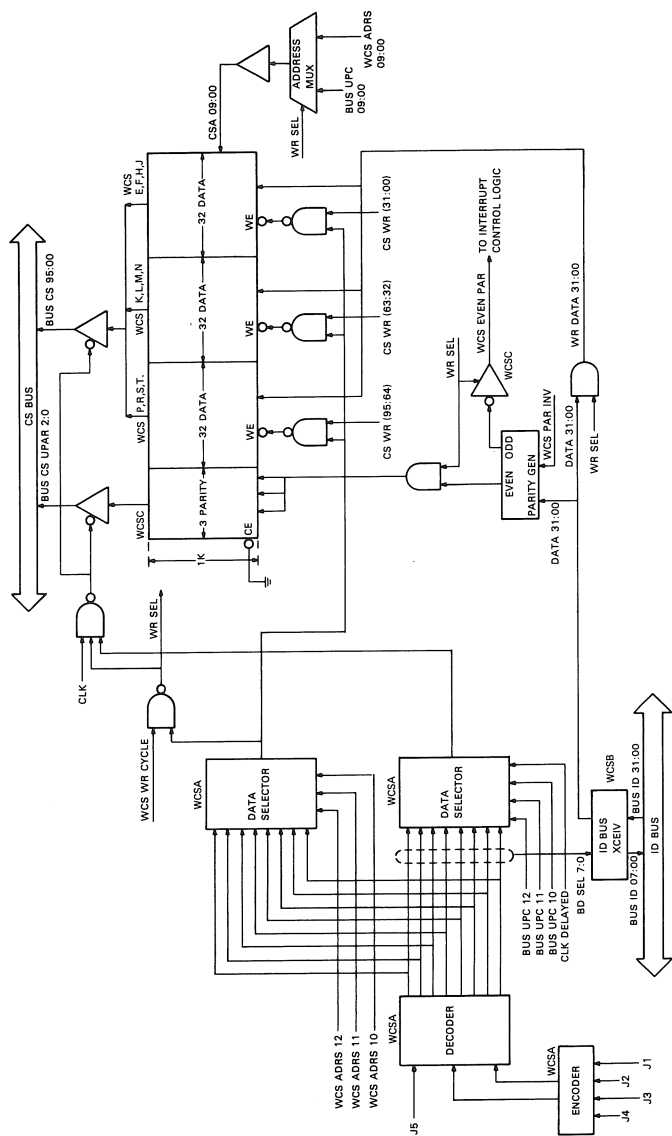 CS BUS
BUS CS UPAR 2:0
BUS CS 95:00
CLK
WCSC
WCS
P,R,S,T.
WCS
K,L,M,N
WCS
E,F,H,J
3 PARITY
32 DATA
32 DATA
32 DATA
1K
CE
WE
WE
WE
CSA 09:00
ADDRESS
MUX
WR SEL
BUS UPC
09:00
WCS ADRS
09:00
CS WR (95:64)
CS WR (63:32)
CS WR (31:00)
WR SEL
WCS WR CYCLE
WCSA
DATA
SELECTOR
WCS ADRS 12
WCS ADRS 11
WCS ADRS 10
WCSA
DATA
SELECTOR
BUS UPC 12
BUS UPC 11
BUS UPC 10
CLK DELAYED
BD SEL 7:0
WCSA
DECODER
J5
WCSA
ENCODER
J4
J3
J2
J1
WCSB
ID BUS
XCEIV
BUS ID 07:00
BUS ID 31:00
ID BUS
WR SEL
WCSC
WCS EVEN PAR
TO INTERRUPT
CONTROL LOGIC
EVEN ODD
PARITY GEN
WCS PAR INV
DATA 31:00
DATA 31:00
WR SEL
WR DATA 31:00